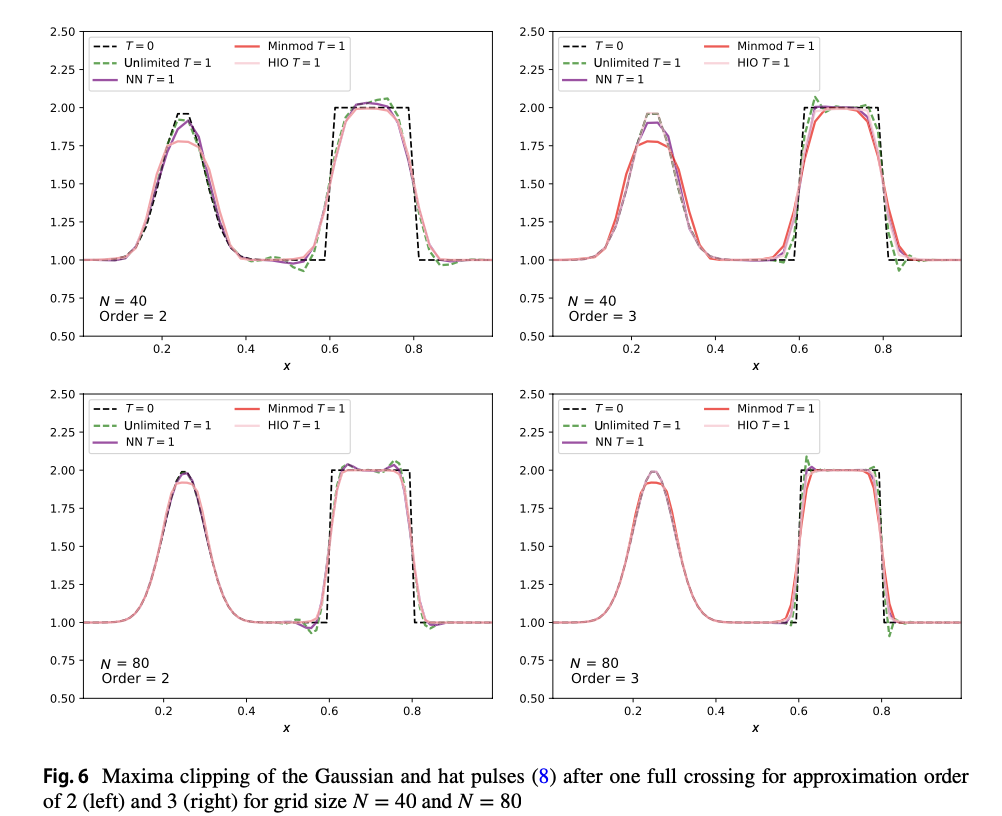 2.50
2.25
2.00
1.75
1.50
1.25
1.00
0.75
0.50
T = 0
Unlimited T = 1
NN T = 1
Minmod T = 1
HIO T = 1
N = 40
Order = 2
0.2 0.4 0.6 0.8
x
2.50
2.25
2.00
1.75
1.50
1.25
1.00
0.75
0.50
T = 0
Unlimited T = 1
NN T = 1
Minmod T = 1
HIO T = 1
N = 40
Order = 3
0.2 0.4 0.6 0.8
x
2.50
2.25
2.00
1.75
1.50
1.25
1.00
0.75
0.50
T = 0
Unlimited T = 1
NN T = 1
Minmod T = 1
HIO T = 1
N = 80
Order = 2
0.2 0.4 0.6 0.8
x
2.50
2.25
2.00
1.75
1.50
1.25
1.00
0.75
0.50
T = 0
Unlimited T = 1
NN T = 1
Minmod T = 1
HIO T = 1
N = 80
Order = 3
0.2 0.4 0.6 0.8
x
Fig. 6 Maxima clipping of the Gaussian and hat pulses (8) after one full crossing for approximation order
of 2 (left) and 3 (right) for grid size N = 40 and N = 80